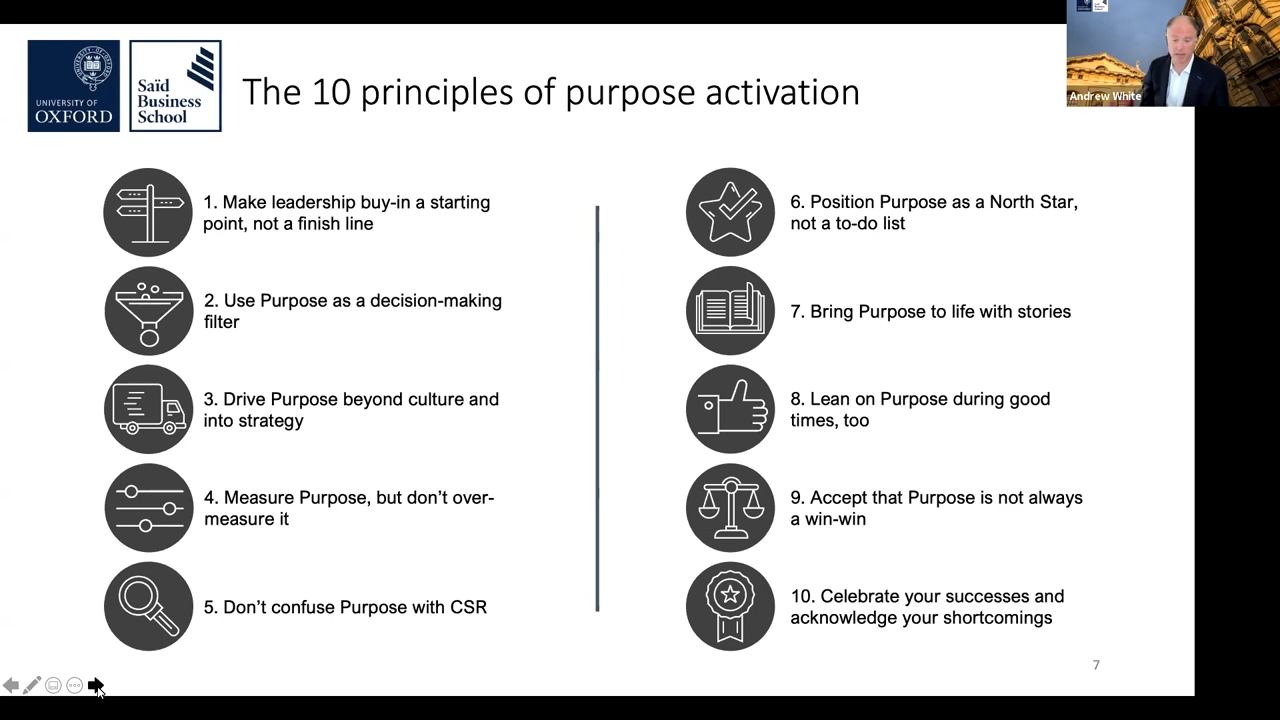 UNIVERSITY OF
OXFORD
Saïd
Business
School
The 10 principles of purpose activation
Andrew White
1. Make leadership buy-in a starting
point, not a finish line
2. Use Purpose as a decision-making
filter
3. Drive Purpose beyond culture and
into strategy
4. Measure Purpose, but don’t over-
measure it
5. Don’t confuse Purpose with CSR
6. Position Purpose as a North Star,
not a to-do list
7. Bring Purpose to life with stories
8. Lean on Purpose during good
times, too
9. Accept that Purpose is not always
a win-win
10. Celebrate your successes and
acknowledge your shortcomings
7